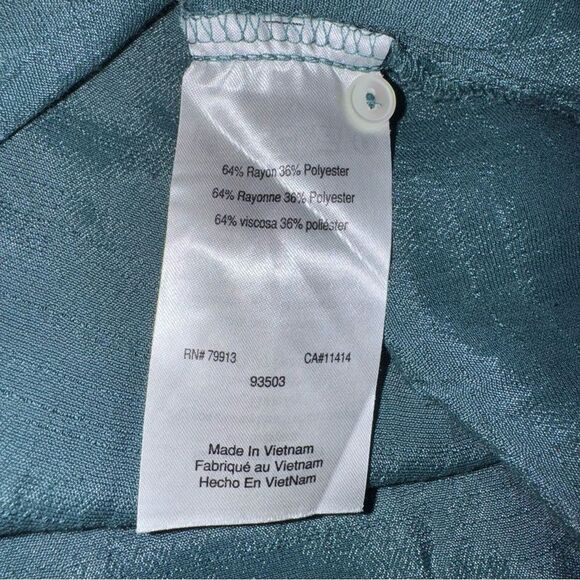 64% Rayon 36% Polyester
64% Rayonne 36% Polyester
64% viscosa 36% poliéster
RN# 79913 CA#11414
93503
Made In Vietnam
Fabriqué au Vietnam
Hecho En VietNam